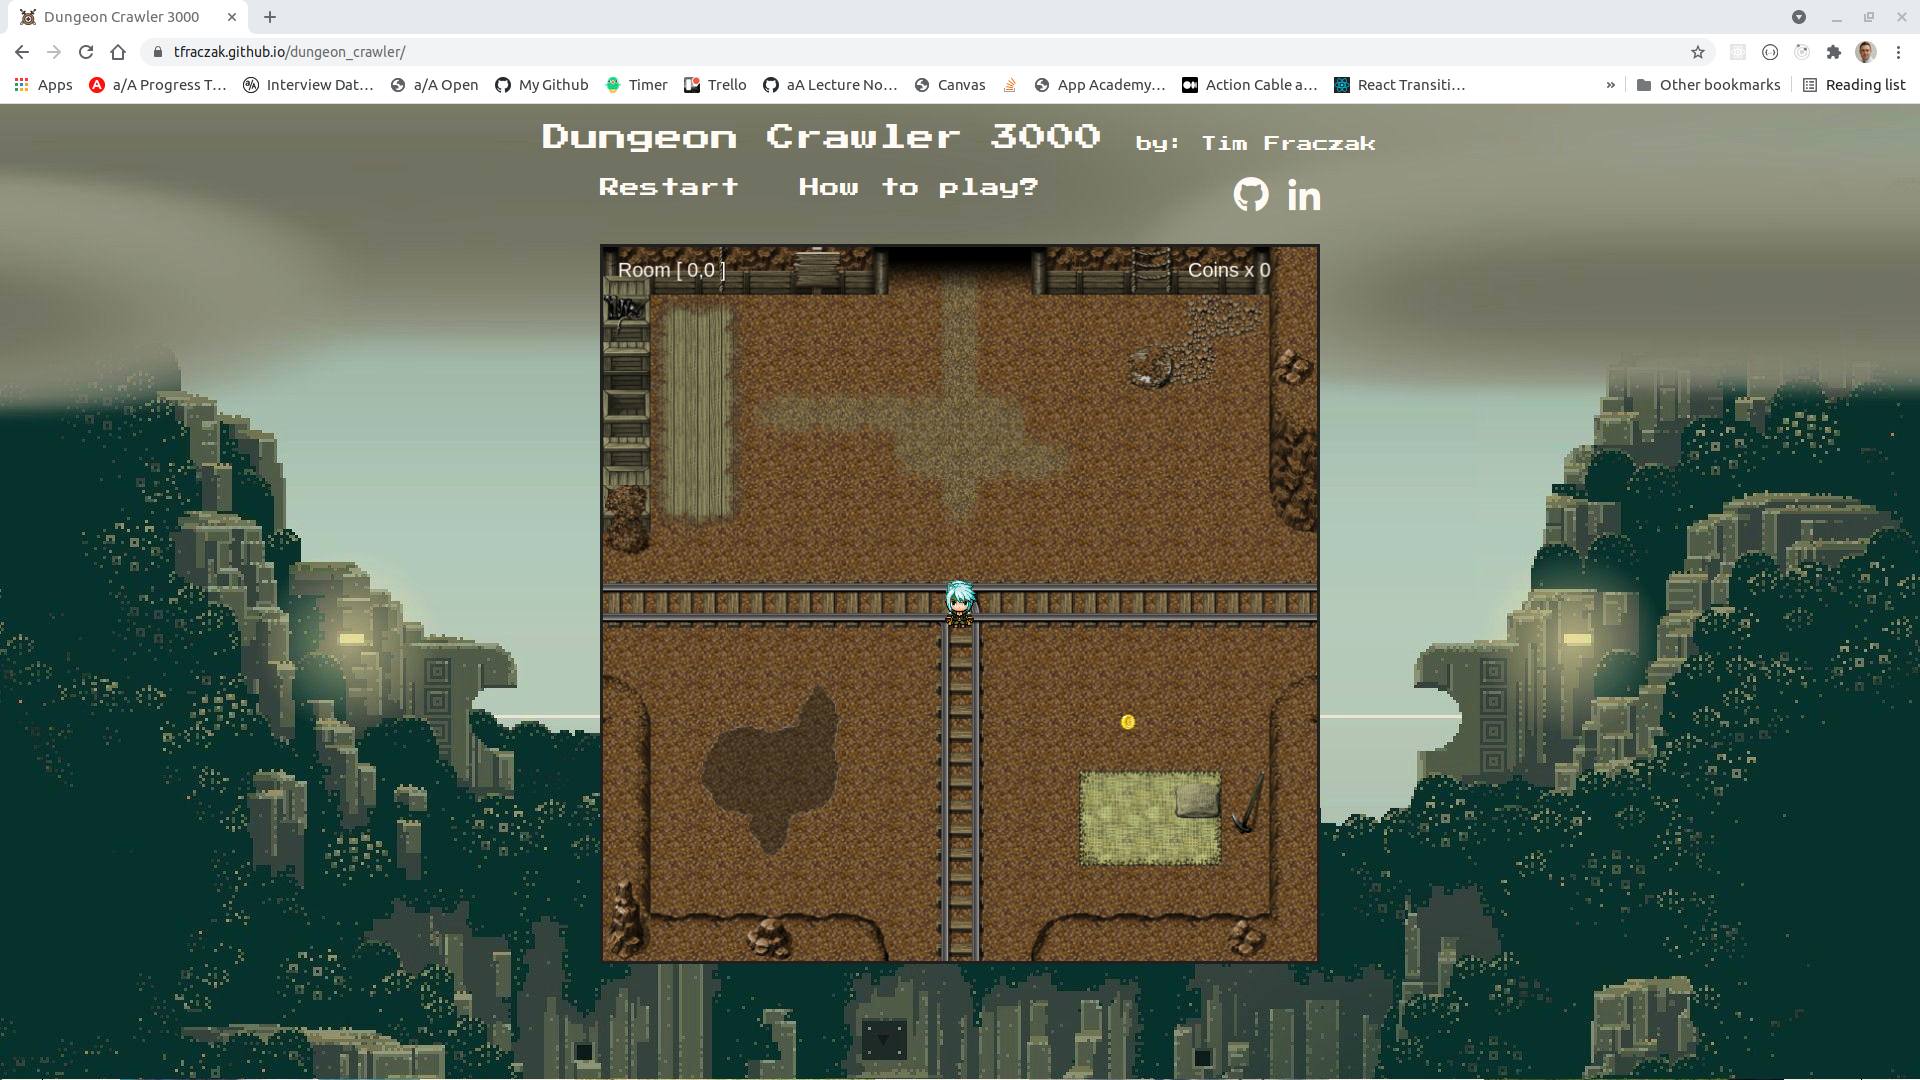 Dungeon Crawler 3000
tfraczak.github.io/dungeon_crawler/
Apps a/A Progress T... Interview Dat... a/A Open My Github Timer Trello aA Lecture No... Canvas App Academy... Action Cable a... React Transiti... » Other bookmarks Reading list
Dungeon Crawler 3000 by: Tim Fraczak
Restart How to play? in
Room [ 0,0 ] Coins x 0